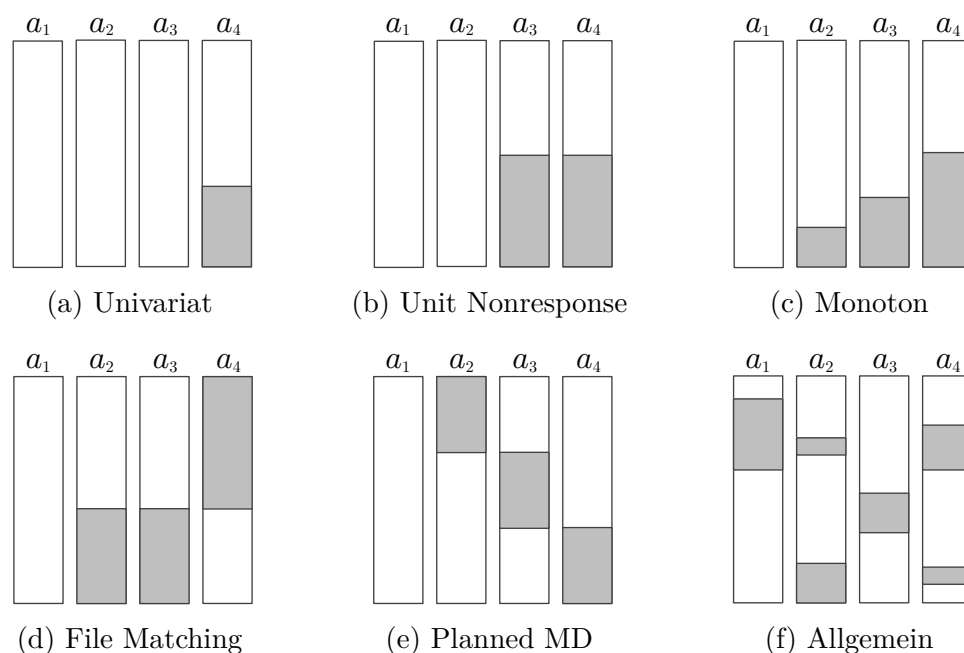 a₁ a₂ a₃ a₄ a₁ a₂ a₃ a₄ a₁ a₂ a₃ a₄
(a) Univariat (b) Unit Nonresponse (c) Monoton
a₁ a₂ a₃ a₄ a₁ a₂ a₃ a₄ a₁ a₂ a₃ a₄
(d) File Matching (e) Planned MD (f) Allgemein